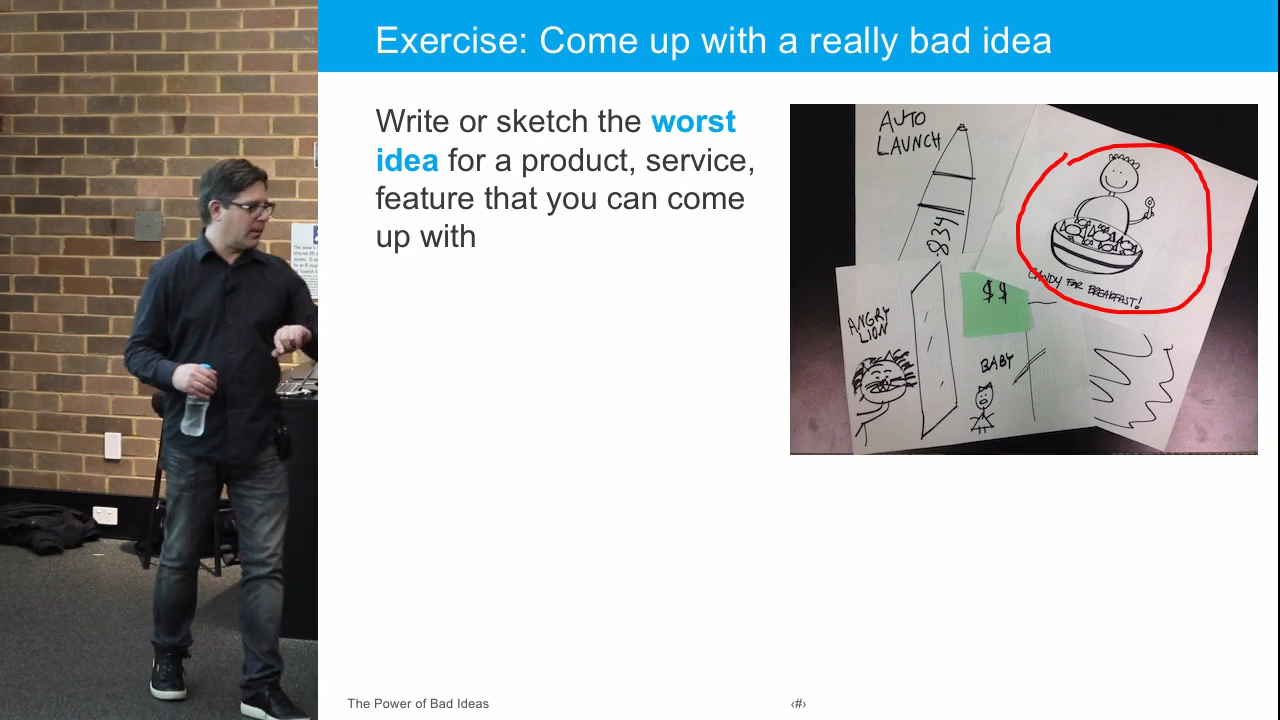 Exercise: Come up with a really bad idea
Write or sketch the worst
idea for a product, service,
feature that you can come
up with
AUTO
LAUNCH
834
CANDY FOR BREAKFAST!
$$
ANGRY
LION
BABY
The Power of Bad Ideas
‹#›